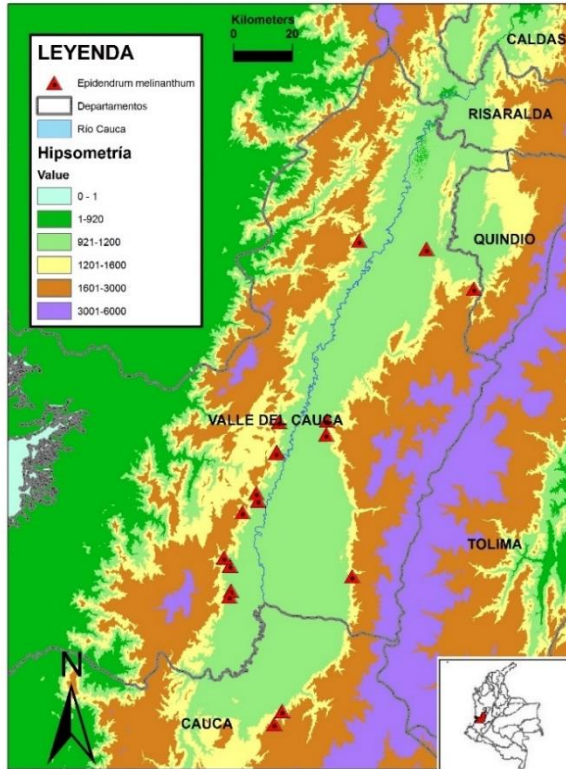 Kilometers
0 20
LEYENDA
Epidendrum melinanthum
Departamentos
Río Cauca
Hipsometría
Value
0 - 1
1-920
921-1200
1201-1600
1601-3000
3001-6000
CALDAS
RISARALDA
QUINDIO
VALLE DEL CAUCA
TOLIMA
N
CAUCA